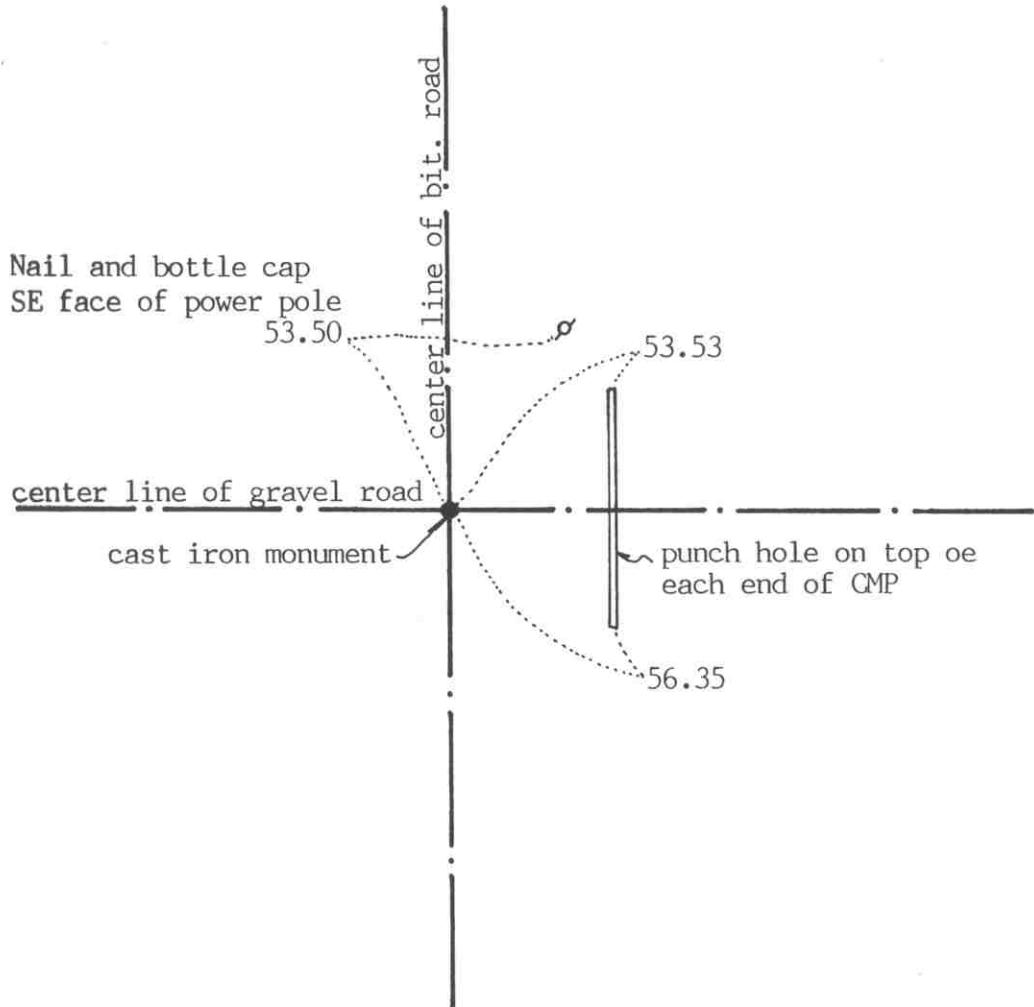 center line of bit. road
Nail and bottle cap
SE face of power pole
53.50
53.53
center line of gravel road
cast iron monument
punch hole on top oe
each end of CMP
56.35